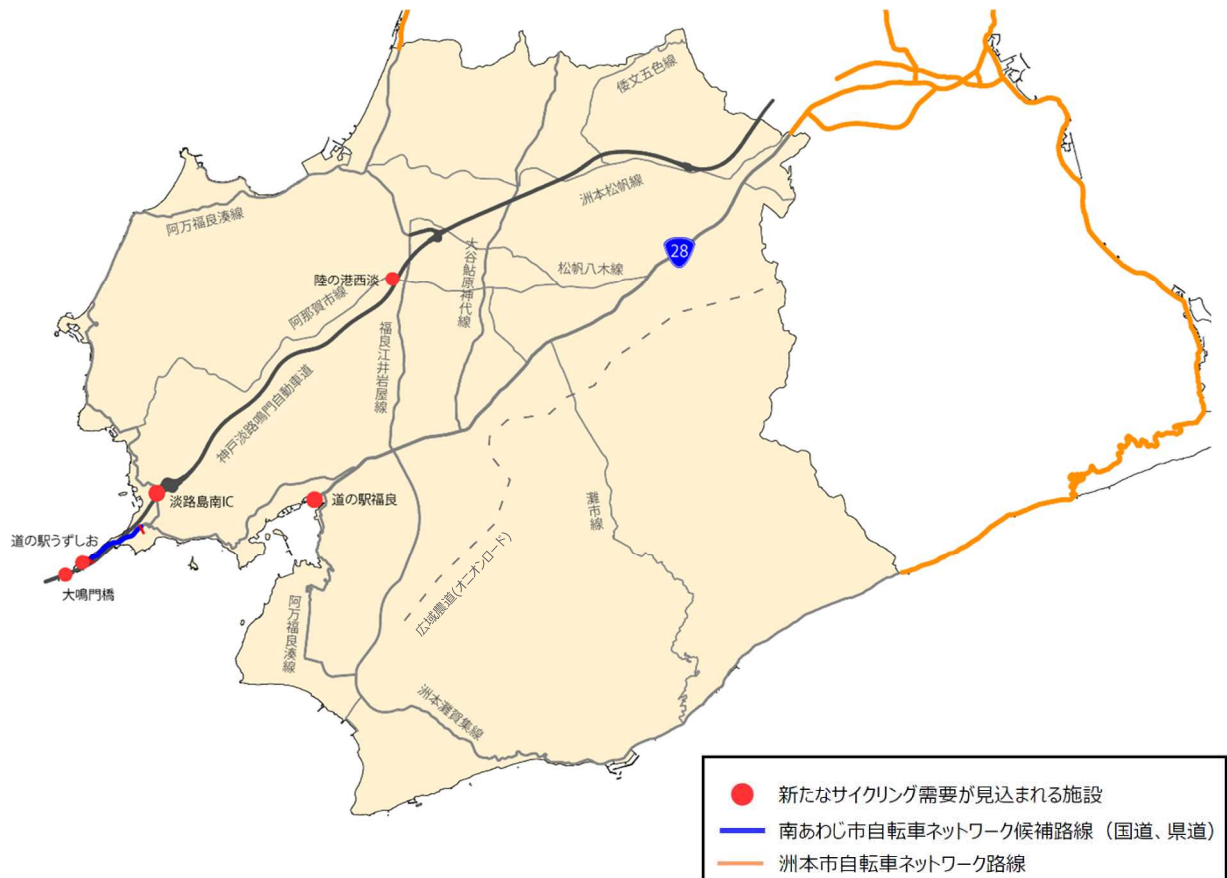 倭文五色線
洲本松帆線
阿万福良湊線
28
大谷鮎原神代線
松帆八木線
陸の港西淡
阿那賀市線
福良江井岩屋線
神戸淡路鳴門自動車道
淡路島南IC
道の駅福良
灘市線
道の駅うずしお
大鳴門橋
広域農道(オニオンロード)
阿万福良湊線
洲本灘賀集線
新たなサイクリング需要が見込まれる施設
南あわじ市自転車ネットワーク候補路線（国道、県道）
洲本市自転車ネットワーク路線